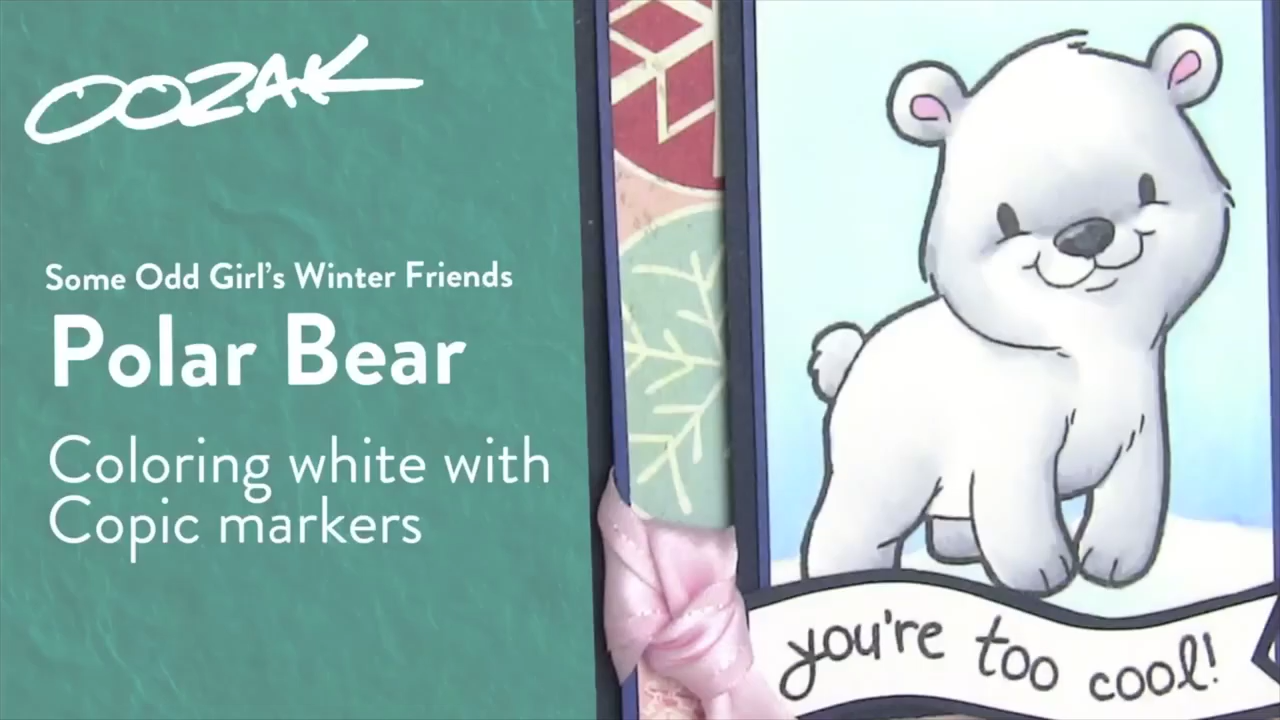 OOZAK
Some Odd Girl's Winter Friends
Polar Bear
Coloring white with
Copic markers
you're too cool!